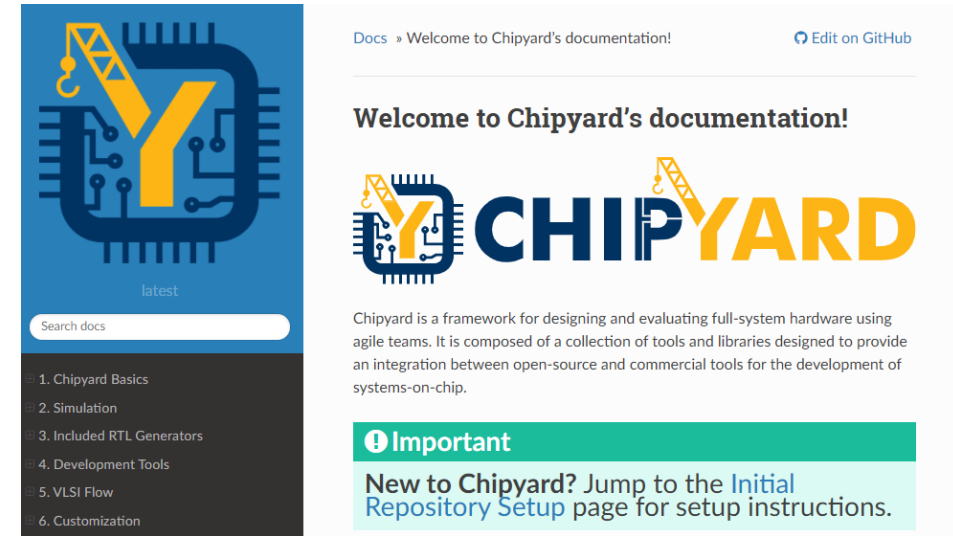 latest
Search docs
1. Chipyard Basics
2. Simulation
3. Included RTL Generators
4. Development Tools
5. VLSI Flow
6. Customization
Docs » Welcome to Chipyard’s documentation!
Edit on GitHub
Welcome to Chipyard’s documentation!
CHIPYARD
Chipyard is a framework for designing and evaluating full-system hardware using
agile teams. It is composed of a collection of tools and libraries designed to provide
an integration between open-source and commercial tools for the development of
systems-on-chip.
Important
New to Chipyard? Jump to the Initial
Repository Setup page for setup instructions.